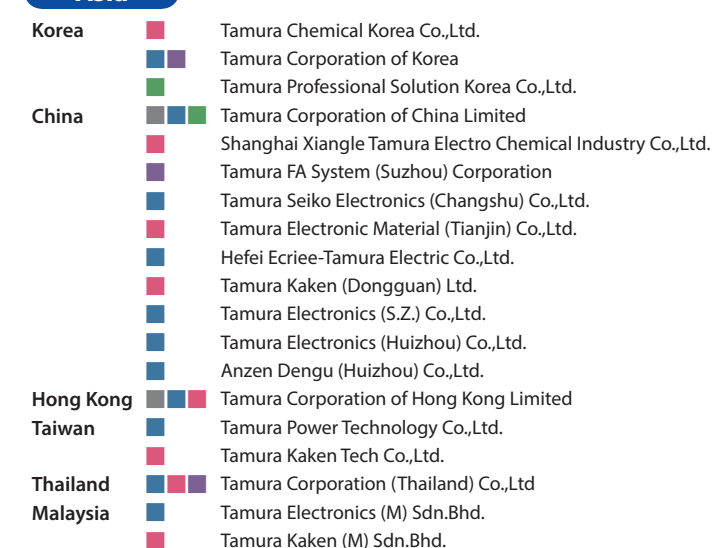 Korea Tamura Chemical Korea Co.,Ltd.
Tamura Corporation of Korea
Tamura Professional Solution Korea Co.,Ltd.
China Tamura Corporation of China Limited
Shanghai Xiangle Tamura Electro Chemical Industry Co.,Ltd.
Tamura FA System (Suzhou) Corporation
Tamura Seiko Electronics (Changshu) Co.,Ltd.
Tamura Electronic Material (Tianjin) Co.,Ltd.
Hefei Ecriee-Tamura Electric Co.,Ltd.
Tamura Kaken (Dongguan) Ltd.
Tamura Electronics (S.Z.) Co.,Ltd.
Tamura Electronics (Huizhou) Co.,Ltd.
Anzen Dengu (Huizhou) Co.,Ltd.
Hong Kong Tamura Corporation of Hong Kong Limited
Taiwan Tamura Power Technology Co.,Ltd.
Tamura Kaken Tech Co.,Ltd.
Thailand Tamura Corporation (Thailand) Co.,Ltd
Malaysia Tamura Electronics (M) Sdn.Bhd.
Tamura Kaken (M) Sdn.Bhd.